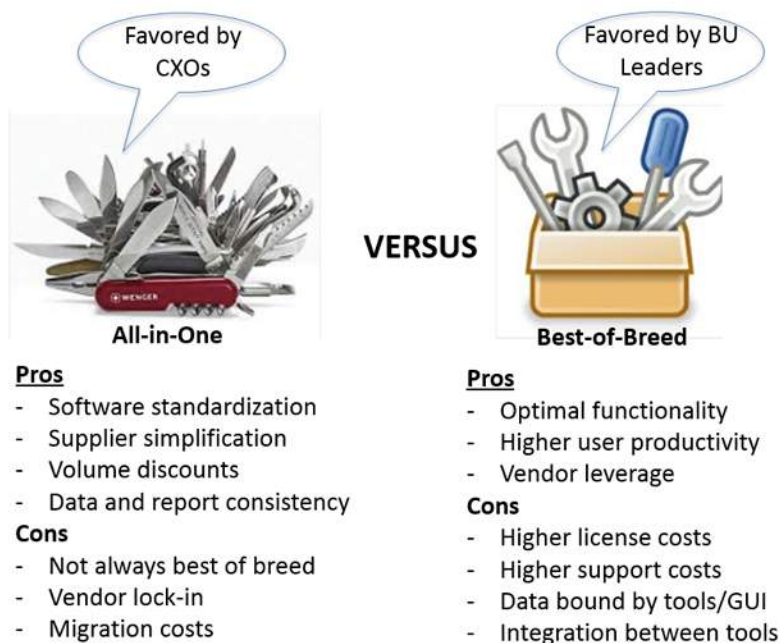 Favored by
CXOs
Favored by BU
Leaders
VERSUS
WENGER
All-in-One
Best-of-Breed
Pros
- Software standardization
- Supplier simplification
- Volume discounts
- Data and report consistency
Cons
- Not always best of breed
- Vendor lock-in
- Migration costs
Pros
- Optimal functionality
- Higher user productivity
- Vendor leverage
Cons
- Higher license costs
- Higher support costs
- Data bound by tools/GUI
- Integration between tools